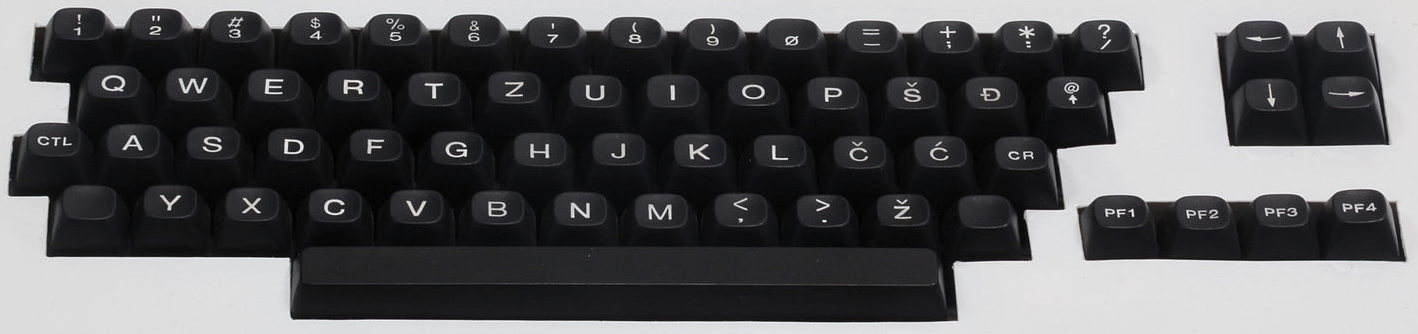 ! " # $ % & ' ( ) = + * ?
1 2 3 4 5 6 7 8 9 Ø - ; : /
Q W E R T Z U I O P Š Đ @ ↑
CTL A S D F G H J K L Č Ć CR
Y X C V B N M < , > . Ž
← ↑
↓ →
PF1 PF2 PF3 PF4